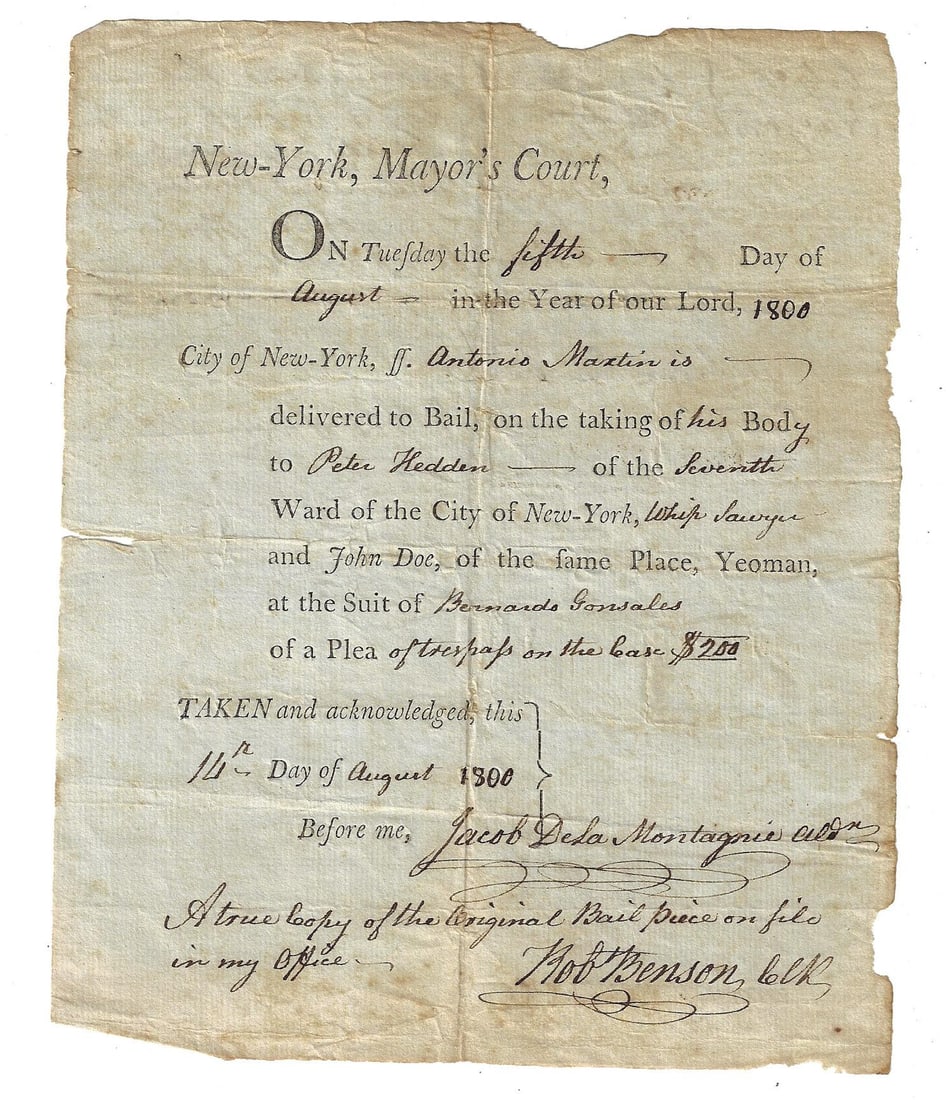 New-York, Mayor's Court,
ON Tueſday the fifth — Day of
August = in the Year of our Lord, 1800
City of New-York, ſſ. Antonio Martin is
delivered to Bail, on the taking of his Body
to Peter Hedden — of the Seventh
Ward of the City of New-York, Whip Sawyer
and John Doe, of the ſame Place, Yeoman,
at the Suit of Bernardo Gonsales
of a Plea of trespaſs on the Case $200
TAKEN and acknowledged, this
14th Day of August 1800
Before me, Jacob DeLa Montagnie Aldn
A true Copy of the Original Bail piece on file
in my Office —
Robt Benson, Clk